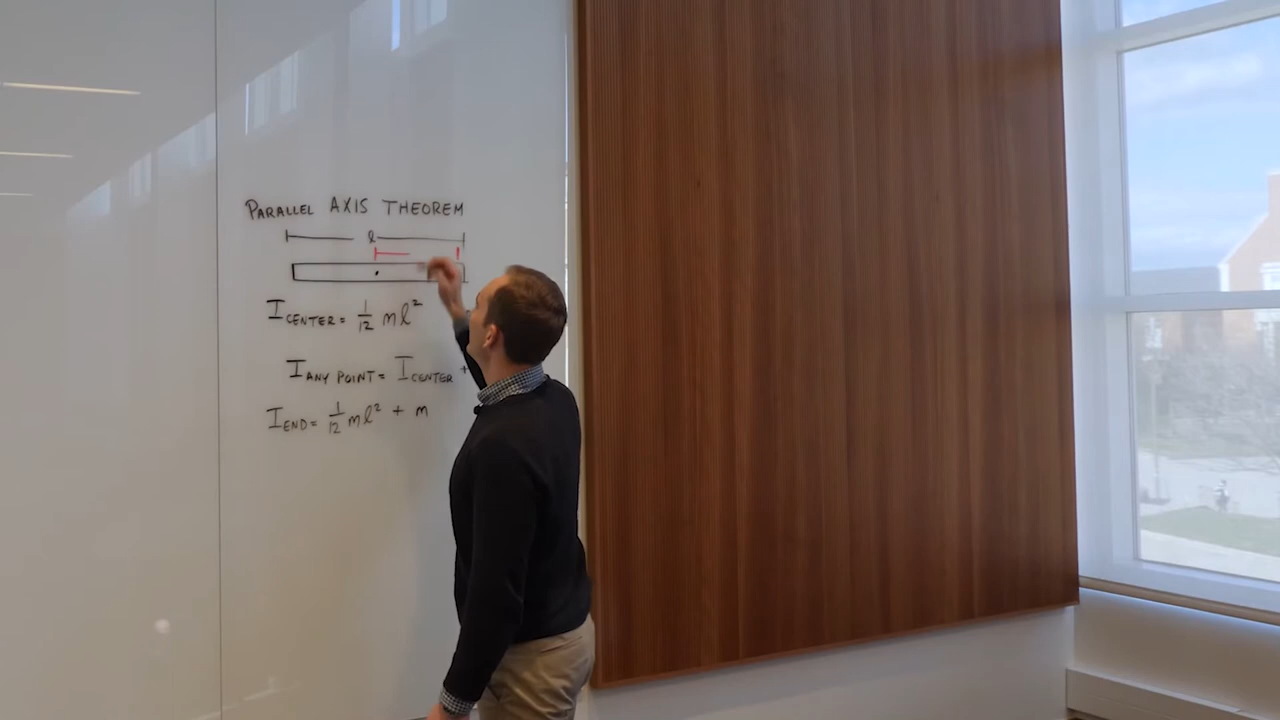 PARALLEL AXIS THEOREM
l
I CENTER = 1/12 ml²
I ANY POINT = I CENTER +
I END = 1/12 ml² + m